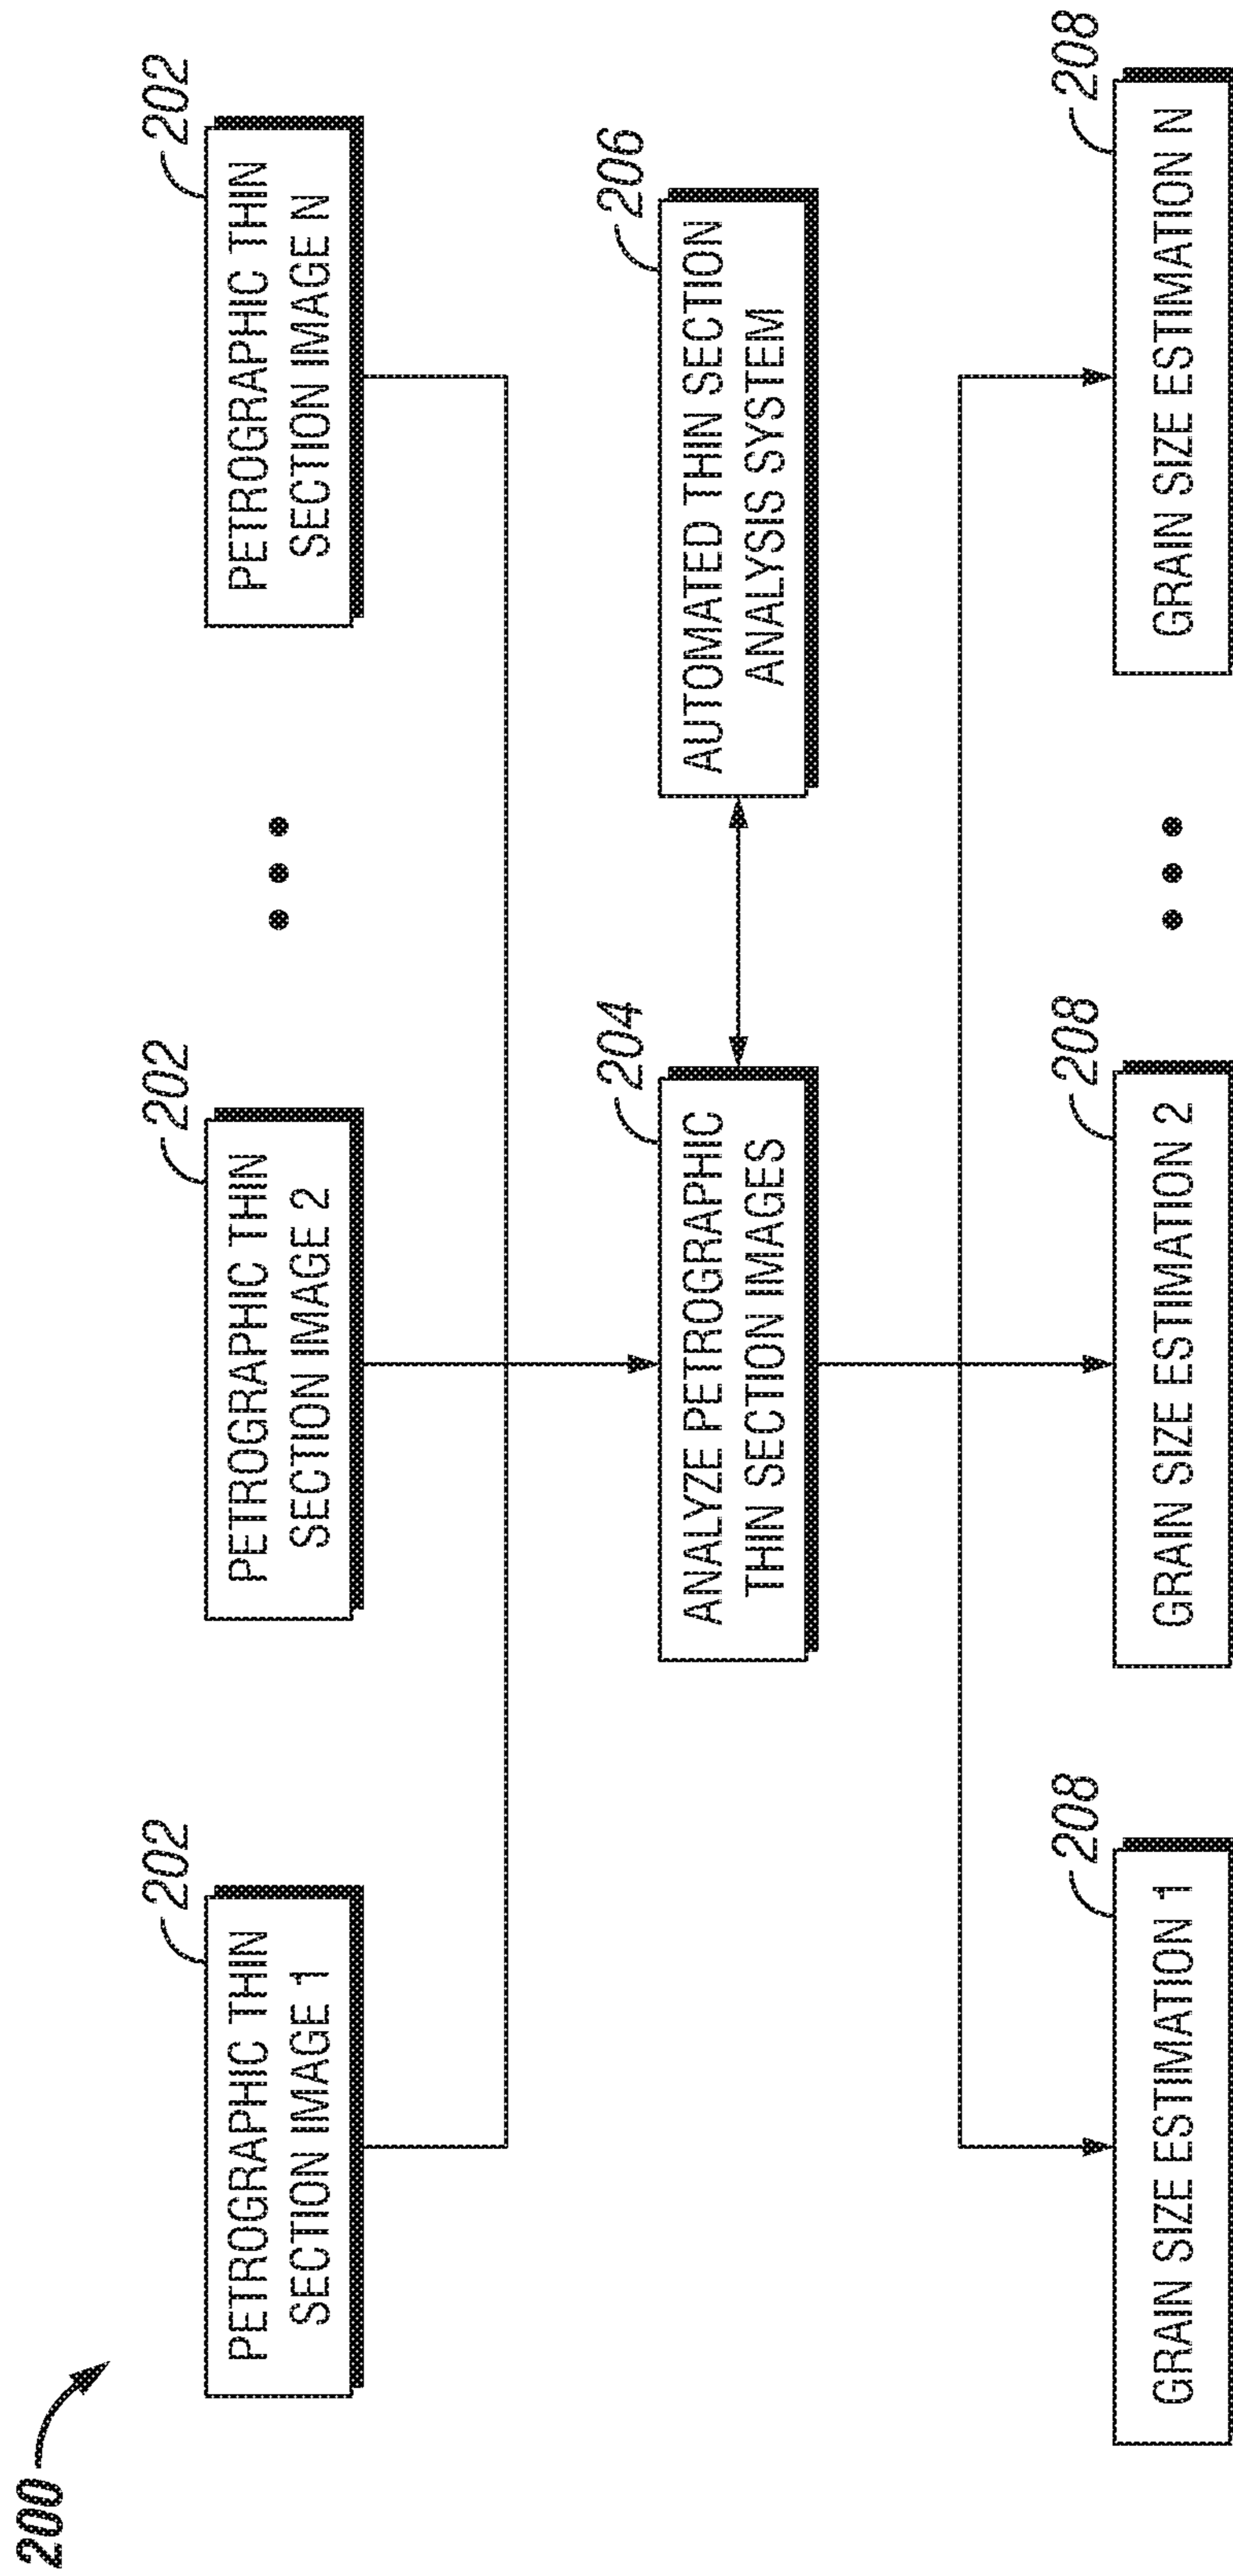 200
202
PETROGRAPHIC THIN
SECTION IMAGE 1
202
PETROGRAPHIC THIN
SECTION IMAGE 2
202
PETROGRAPHIC THIN
SECTION IMAGE N
204
ANALYZE PETROGRAPHIC
THIN SECTION IMAGES
206
AUTOMATED THIN SECTION
ANALYSIS SYSTEM
208
GRAIN SIZE ESTIMATION 1
208
GRAIN SIZE ESTIMATION 2
208
GRAIN SIZE ESTIMATION N